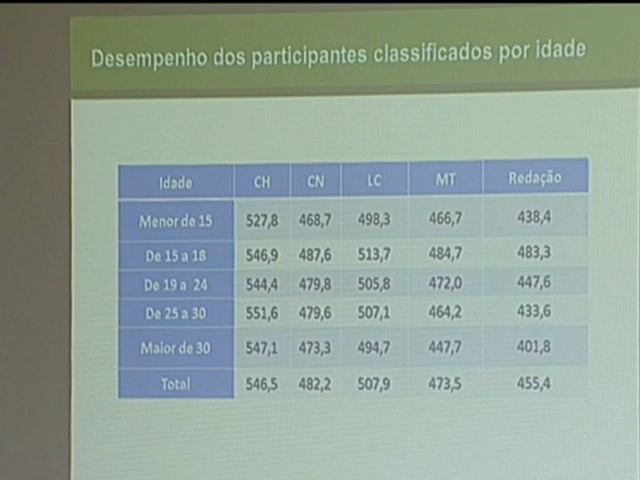 Desempenho dos participantes classificados por idade
Idade CH CN LC MT Redação
Menor de 15 527,8 468,7 498,3 466,7 438,4
De 15 a 18 546,9 487,6 513,7 484,7 483,3
De 19 a 24 544,4 479,8 505,8 472,0 447,6
De 25 a 30 551,6 479,6 507,1 464,2 433,6
Maior de 30 547,1 473,3 494,7 447,7 401,8
Total 546,5 482,2 507,9 473,5 455,4